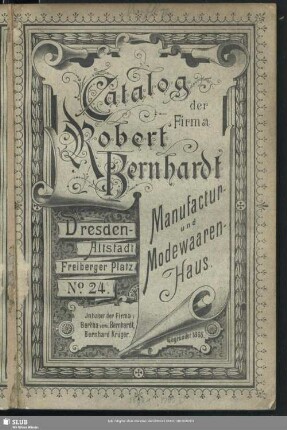 Catalog
der
Firma
Robert
Bernhardt
Manufactur-
und
Modewaaren-
Haus.
Dresden-
Altstadt
Freiberger Platz
No 24.
Inhaber der Firma:
Bertha verw. Bernhardt,
Bernhard Krüger.
SLUB